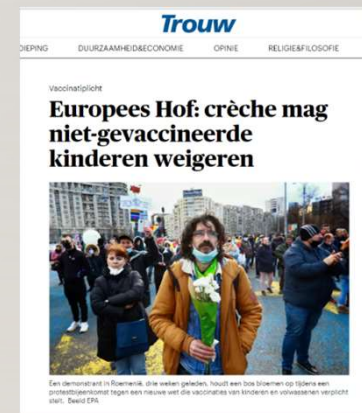 Trouw
DIEPING DUURZAAMHEID&ECONOMIE OPINIE RELIGIE&FILOSOFIE
Vaccinatieplicht
Europees Hof: crèche mag
niet-gevaccineerde
kinderen weigeren
Een demonstrant in Roemenië, drie weken geleden, houdt een bos bloemen op tijdens een
protestbijeenkomst tegen een nieuwe wet die vaccinaties van kinderen en volwassenen verplicht
stelt. Beeld EPA